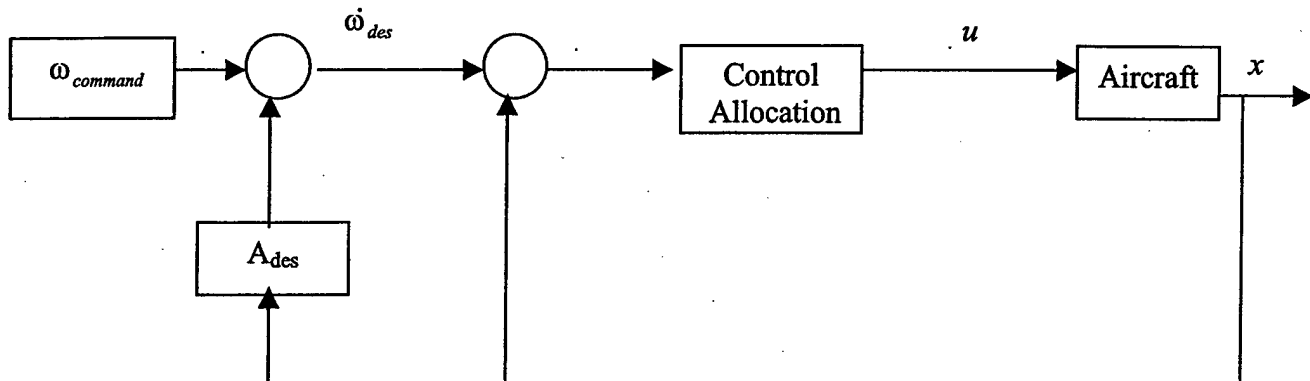 ω̇des
ωcommand
u
x
Control
Allocation
Aircraft
Ades